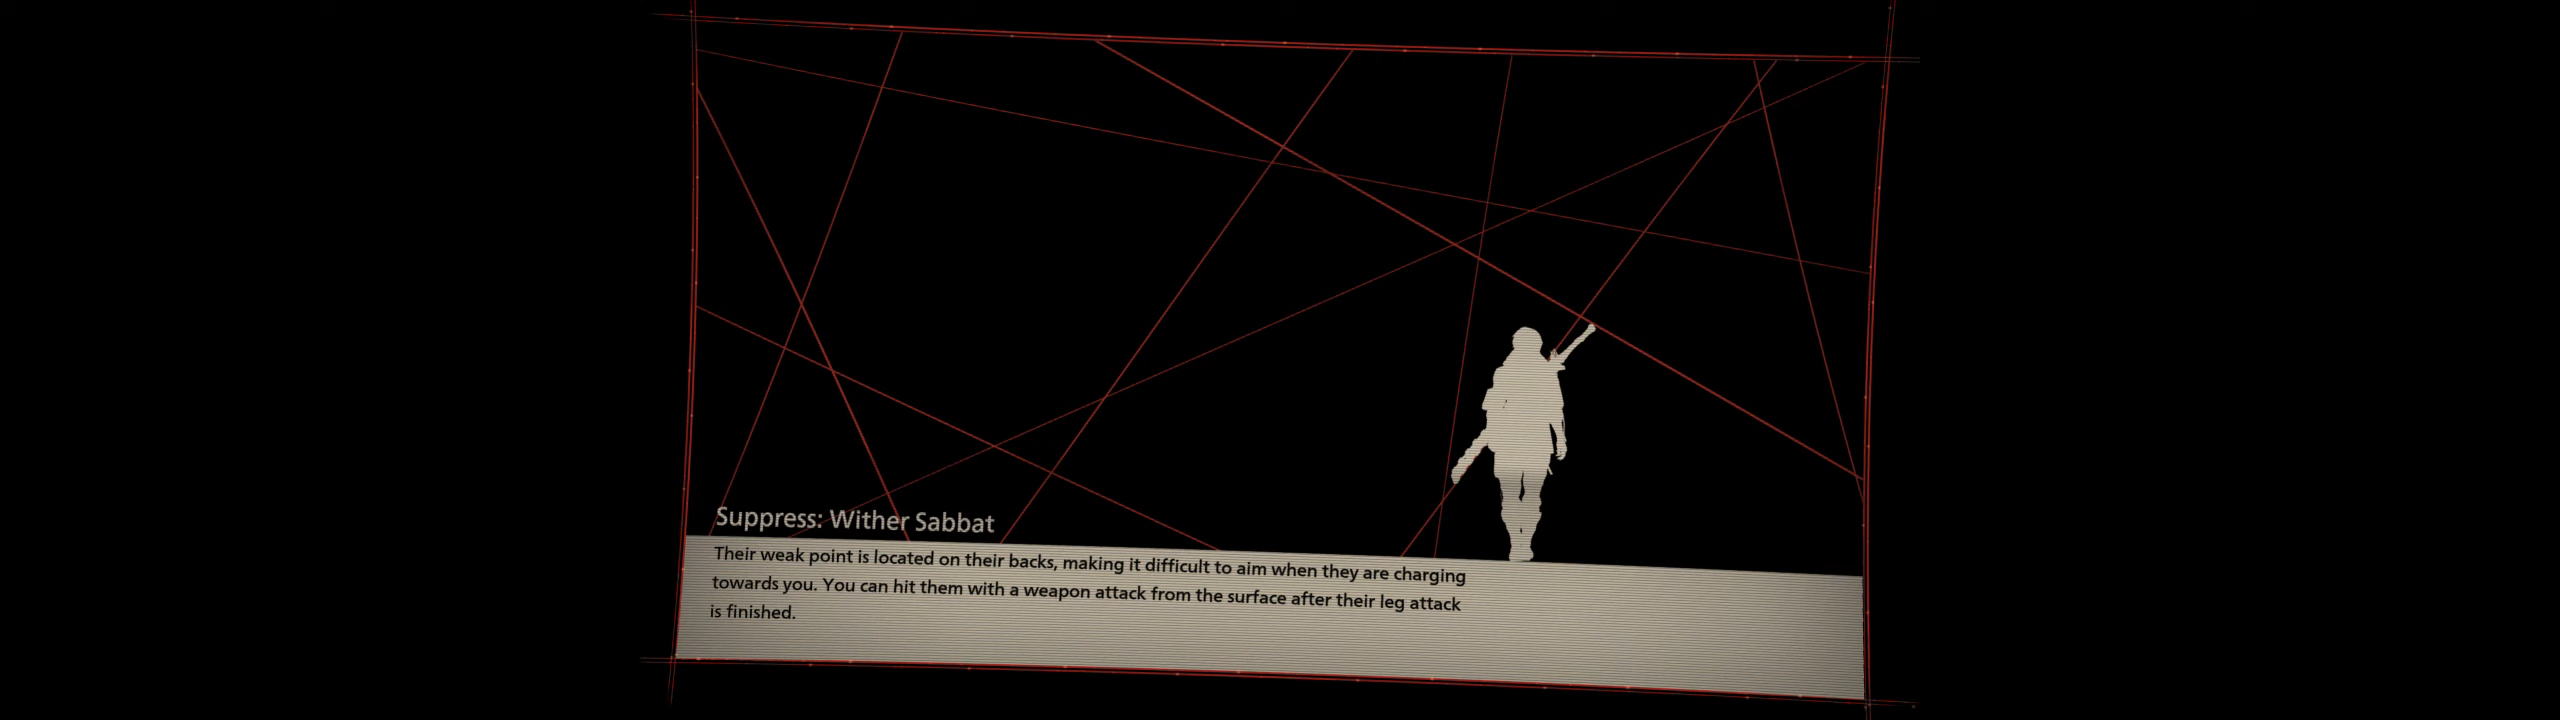 Suppress: Wither Sabbat
Their weak point is located on their backs, making it difficult to aim when they are charging
towards you. You can hit them with a weapon attack from the surface after their leg attack
is finished.